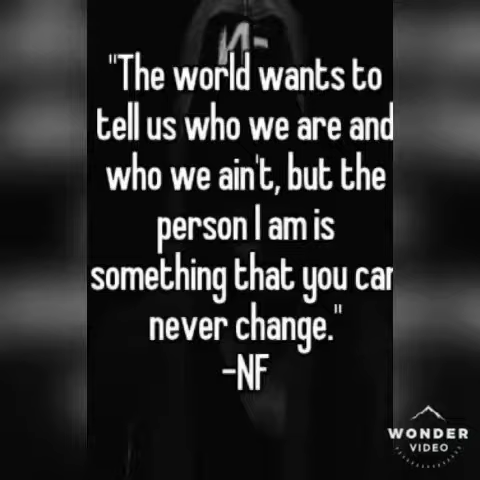 "The world wants to
tell us who we are and
who we ain't, but the
person I am is
something that you can
never change."
-NF
WONDER
VIDEO